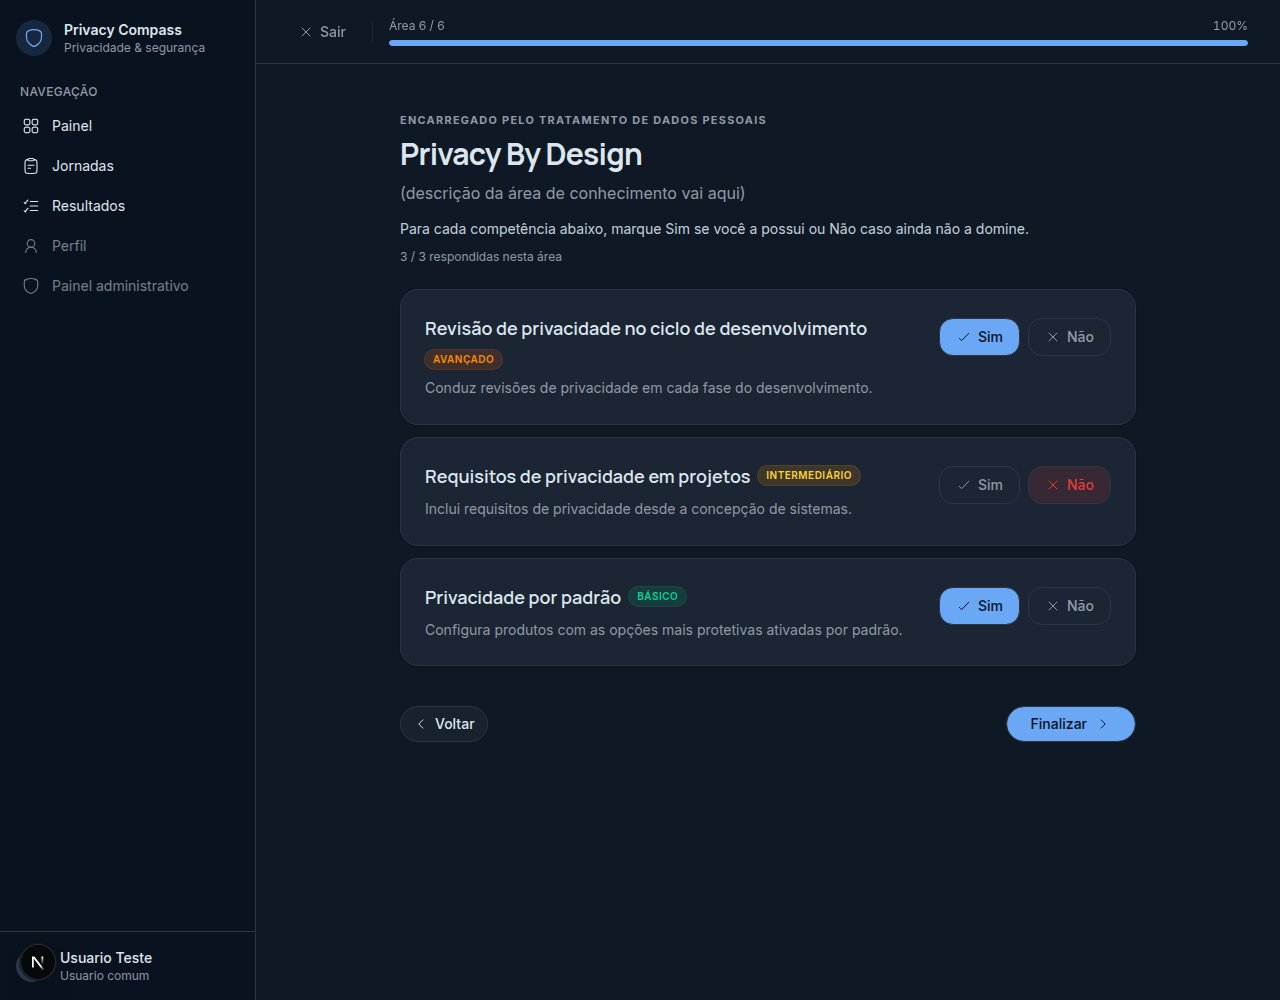 Privacy Compass
Privacidade & segurança
NAVEGAÇÃO
Painel
Jornadas
Resultados
Perfil
Painel administrativo
N
Usuario Teste
Usuario comum
Sair
Área 6 / 6
100%
ENCARREGADO PELO TRATAMENTO DE DADOS PESSOAIS
Privacy By Design
(descrição da área de conhecimento vai aqui)
Para cada competência abaixo, marque Sim se você a possui ou Não caso ainda não a domine.
3 / 3 respondidas nesta área
Revisão de privacidade no ciclo de desenvolvimento
AVANÇADO
Conduz revisões de privacidade em cada fase do desenvolvimento.
Sim
Não
Requisitos de privacidade em projetos
INTERMEDIÁRIO
Inclui requisitos de privacidade desde a concepção de sistemas.
Sim
Não
Privacidade por padrão
BÁSICO
Configura produtos com as opções mais protetivas ativadas por padrão.
Sim
Não
Voltar
Finalizar